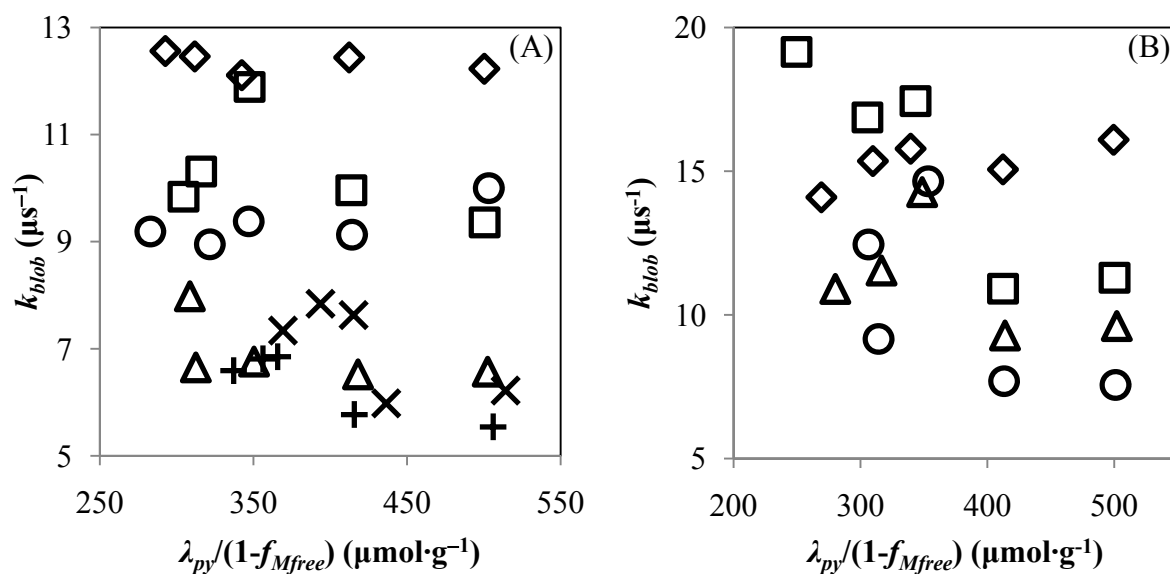 (A)
13
11
9
7
5
250
350
450
550
k_blob (μs⁻¹)
λ_py/(1-f_Mfree) (μmol·g⁻¹)
(B)
20
15
10
5
200
300
400
500
k_blob (μs⁻¹)
λ_py/(1-f_Mfree) (μmol·g⁻¹)